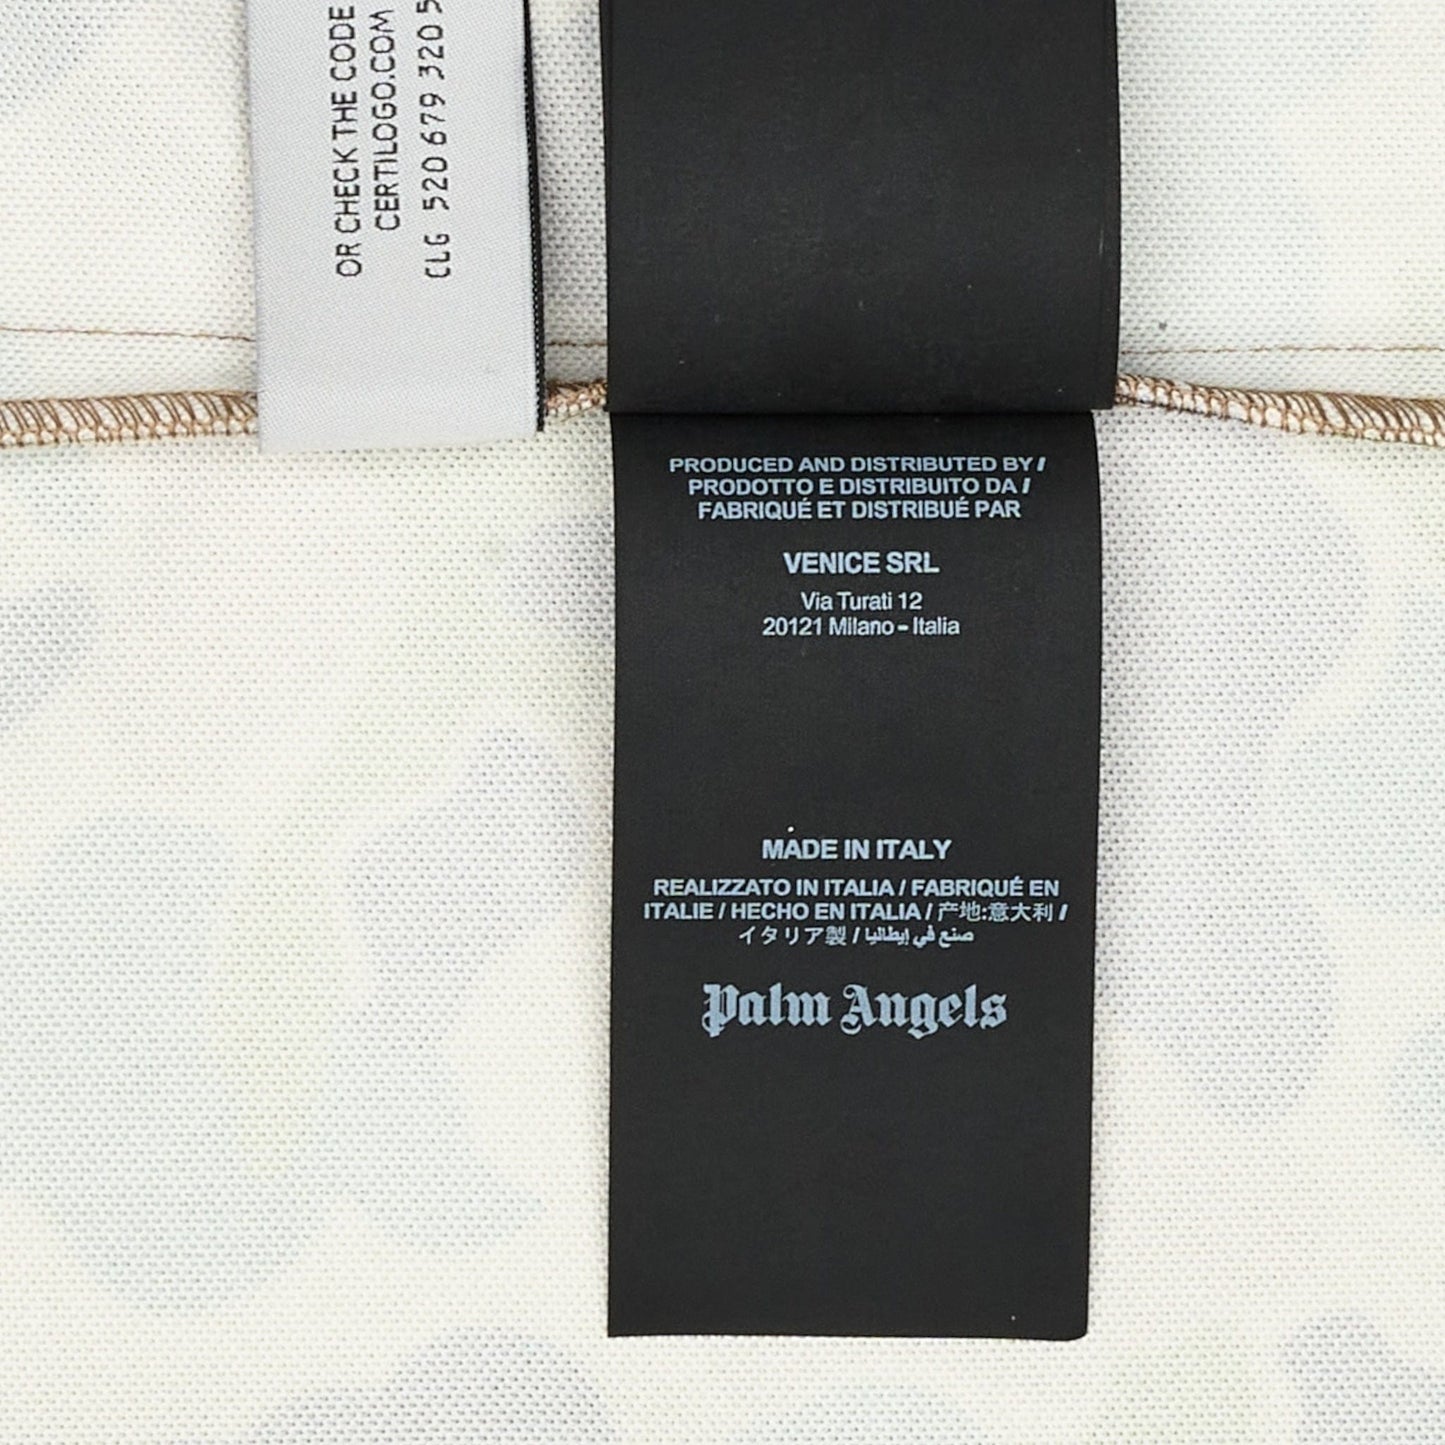 OR CHECK THE CODE
CERTILOGO.COM
CLG 520 679 320 5
PRODUCED AND DISTRIBUTED BY /
PRODOTTO E DISTRIBUITO DA /
FABRIQUÉ ET DISTRIBUÉ PAR
VENICE SRL
Via Turati 12
20121 Milano - Italia
MADE IN ITALY
REALIZZATO IN ITALIA / FABRIQUÉ EN
ITALIE / HECHO EN ITALIA / 产地:意大利 /
イタリア製 / صنع في إيطاليا
Palm Angels